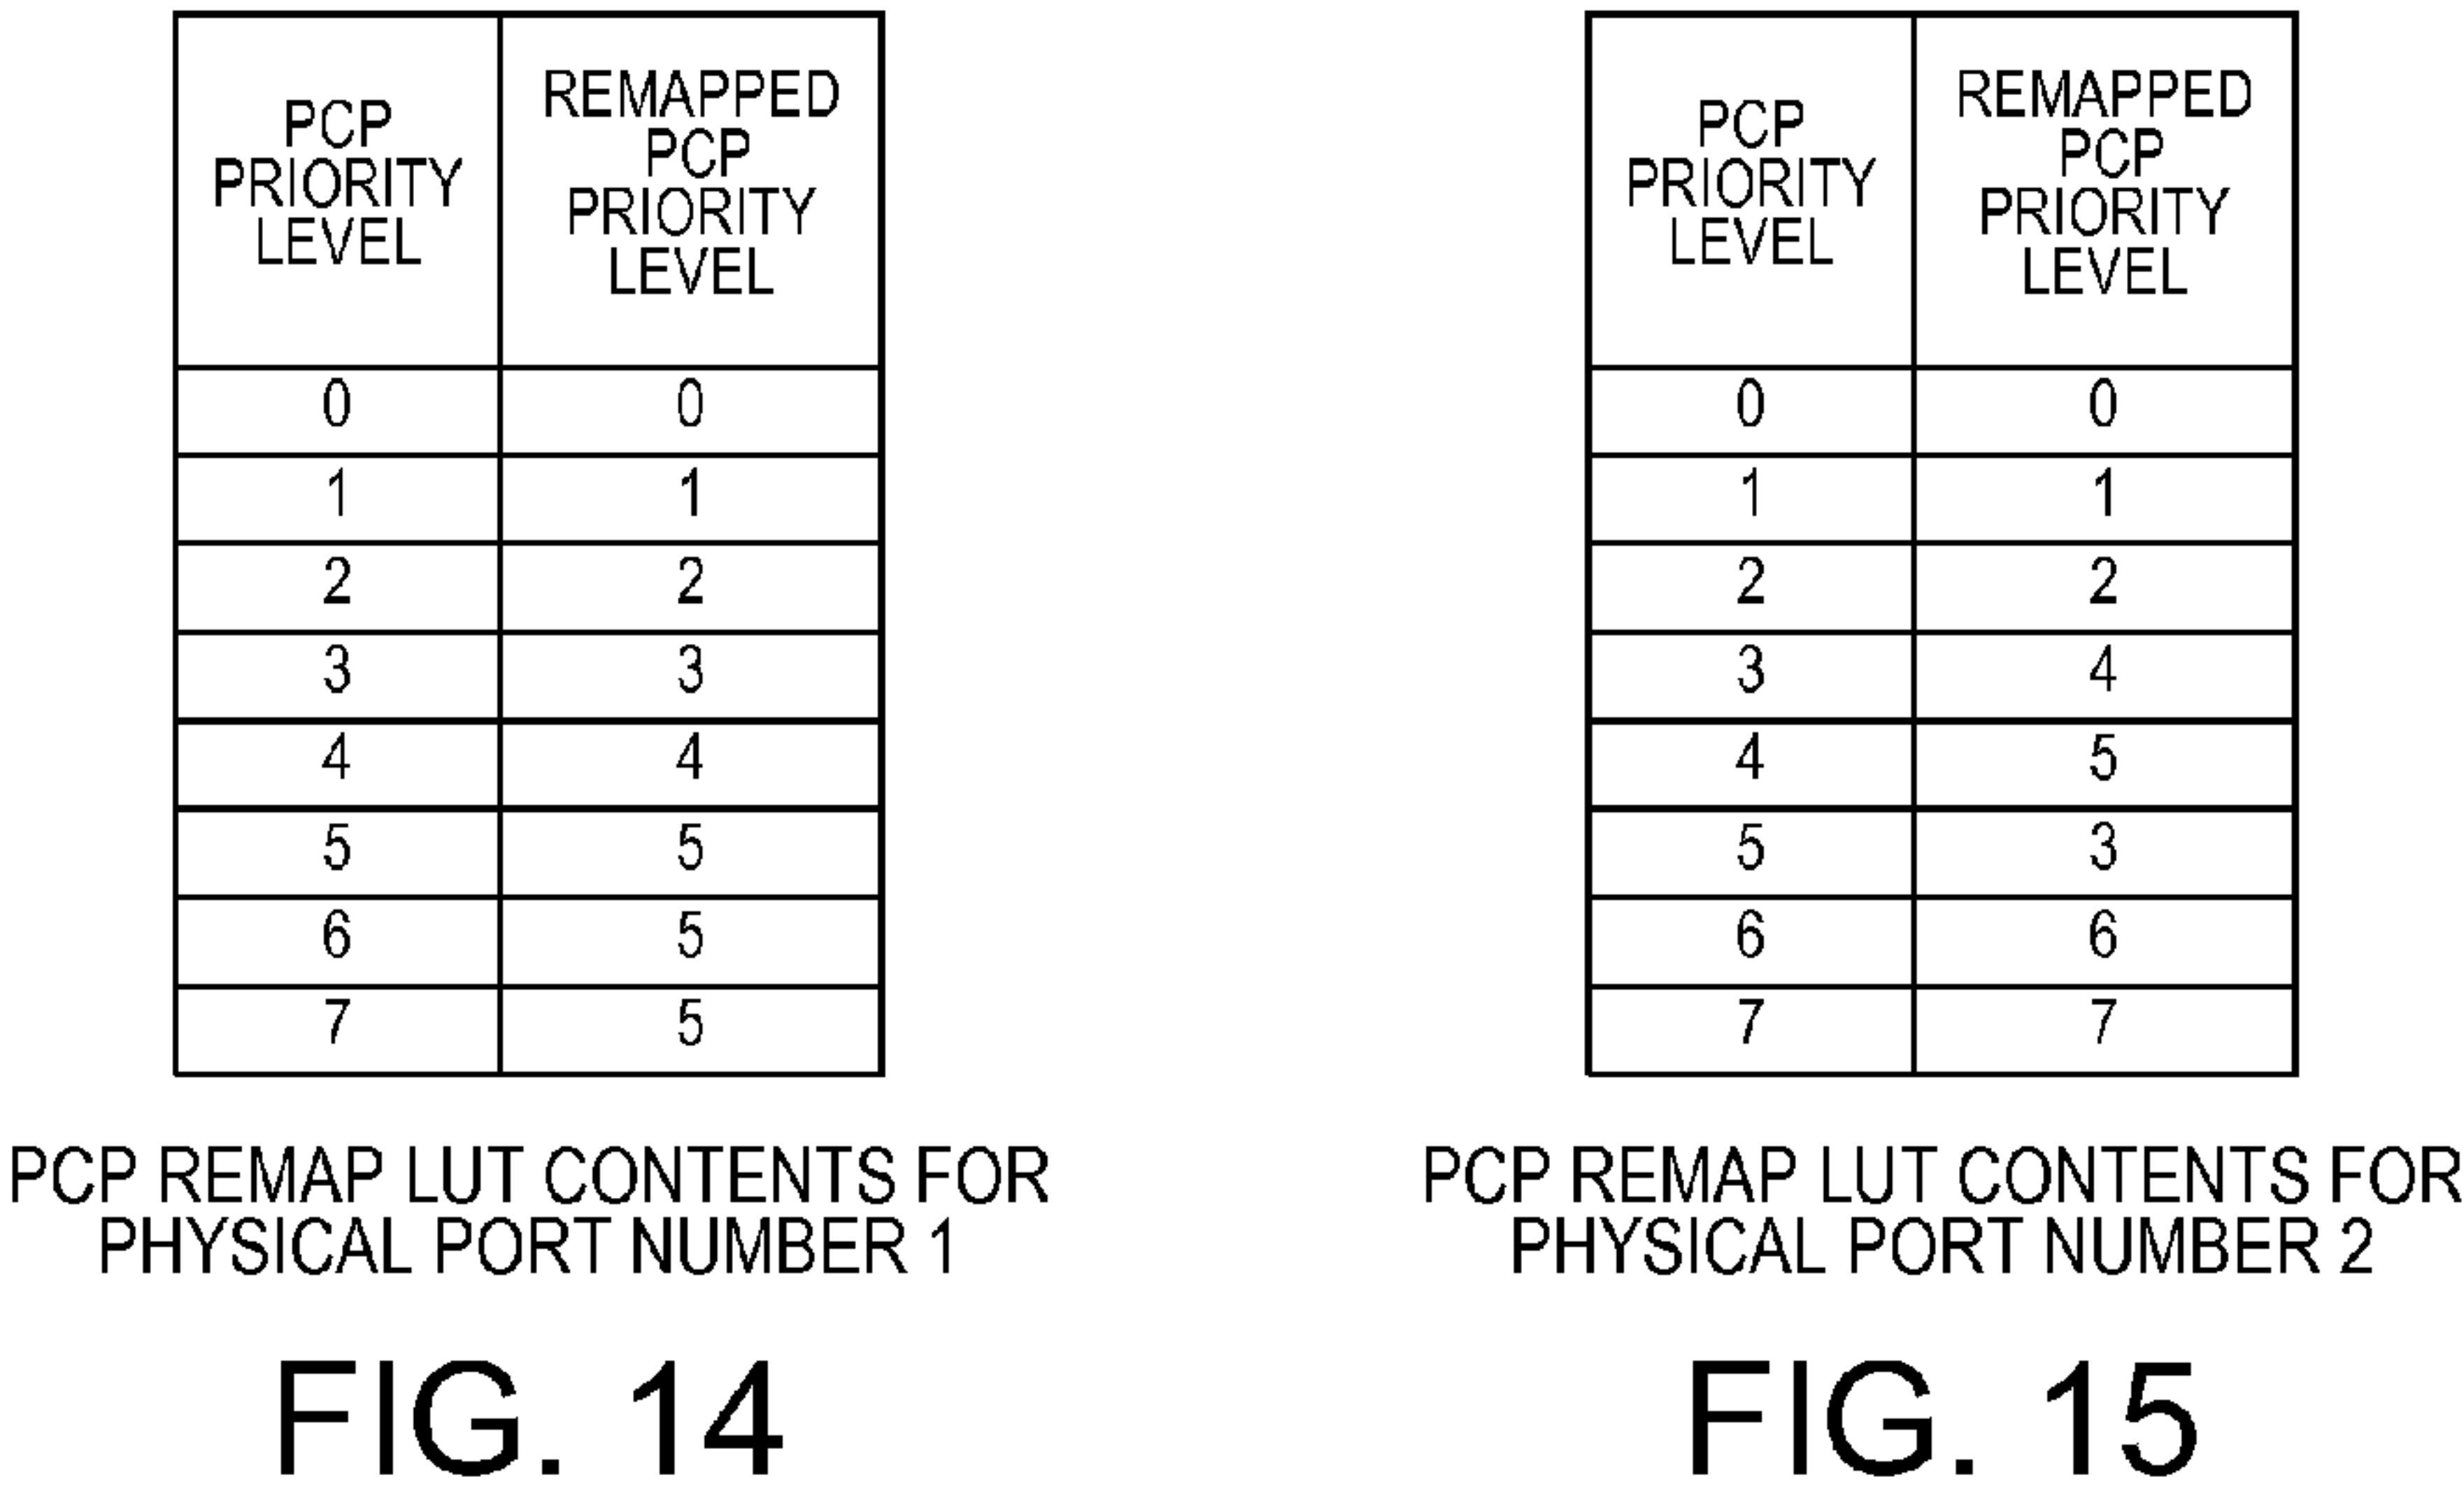 PCP
PRIORITY
LEVEL
REMAPPED
PCP
PRIORITY
LEVEL
0 0
1 1
2 2
3 3
4 4
5 5
6 5
7 5
PCP REMAP LUT CONTENTS FOR
PHYSICAL PORT NUMBER 1
FIG. 14
PCP
PRIORITY
LEVEL
REMAPPED
PCP
PRIORITY
LEVEL
0 0
1 1
2 2
3 4
4 5
5 3
6 6
7 7
PCP REMAP LUT CONTENTS FOR
PHYSICAL PORT NUMBER 2
FIG. 15